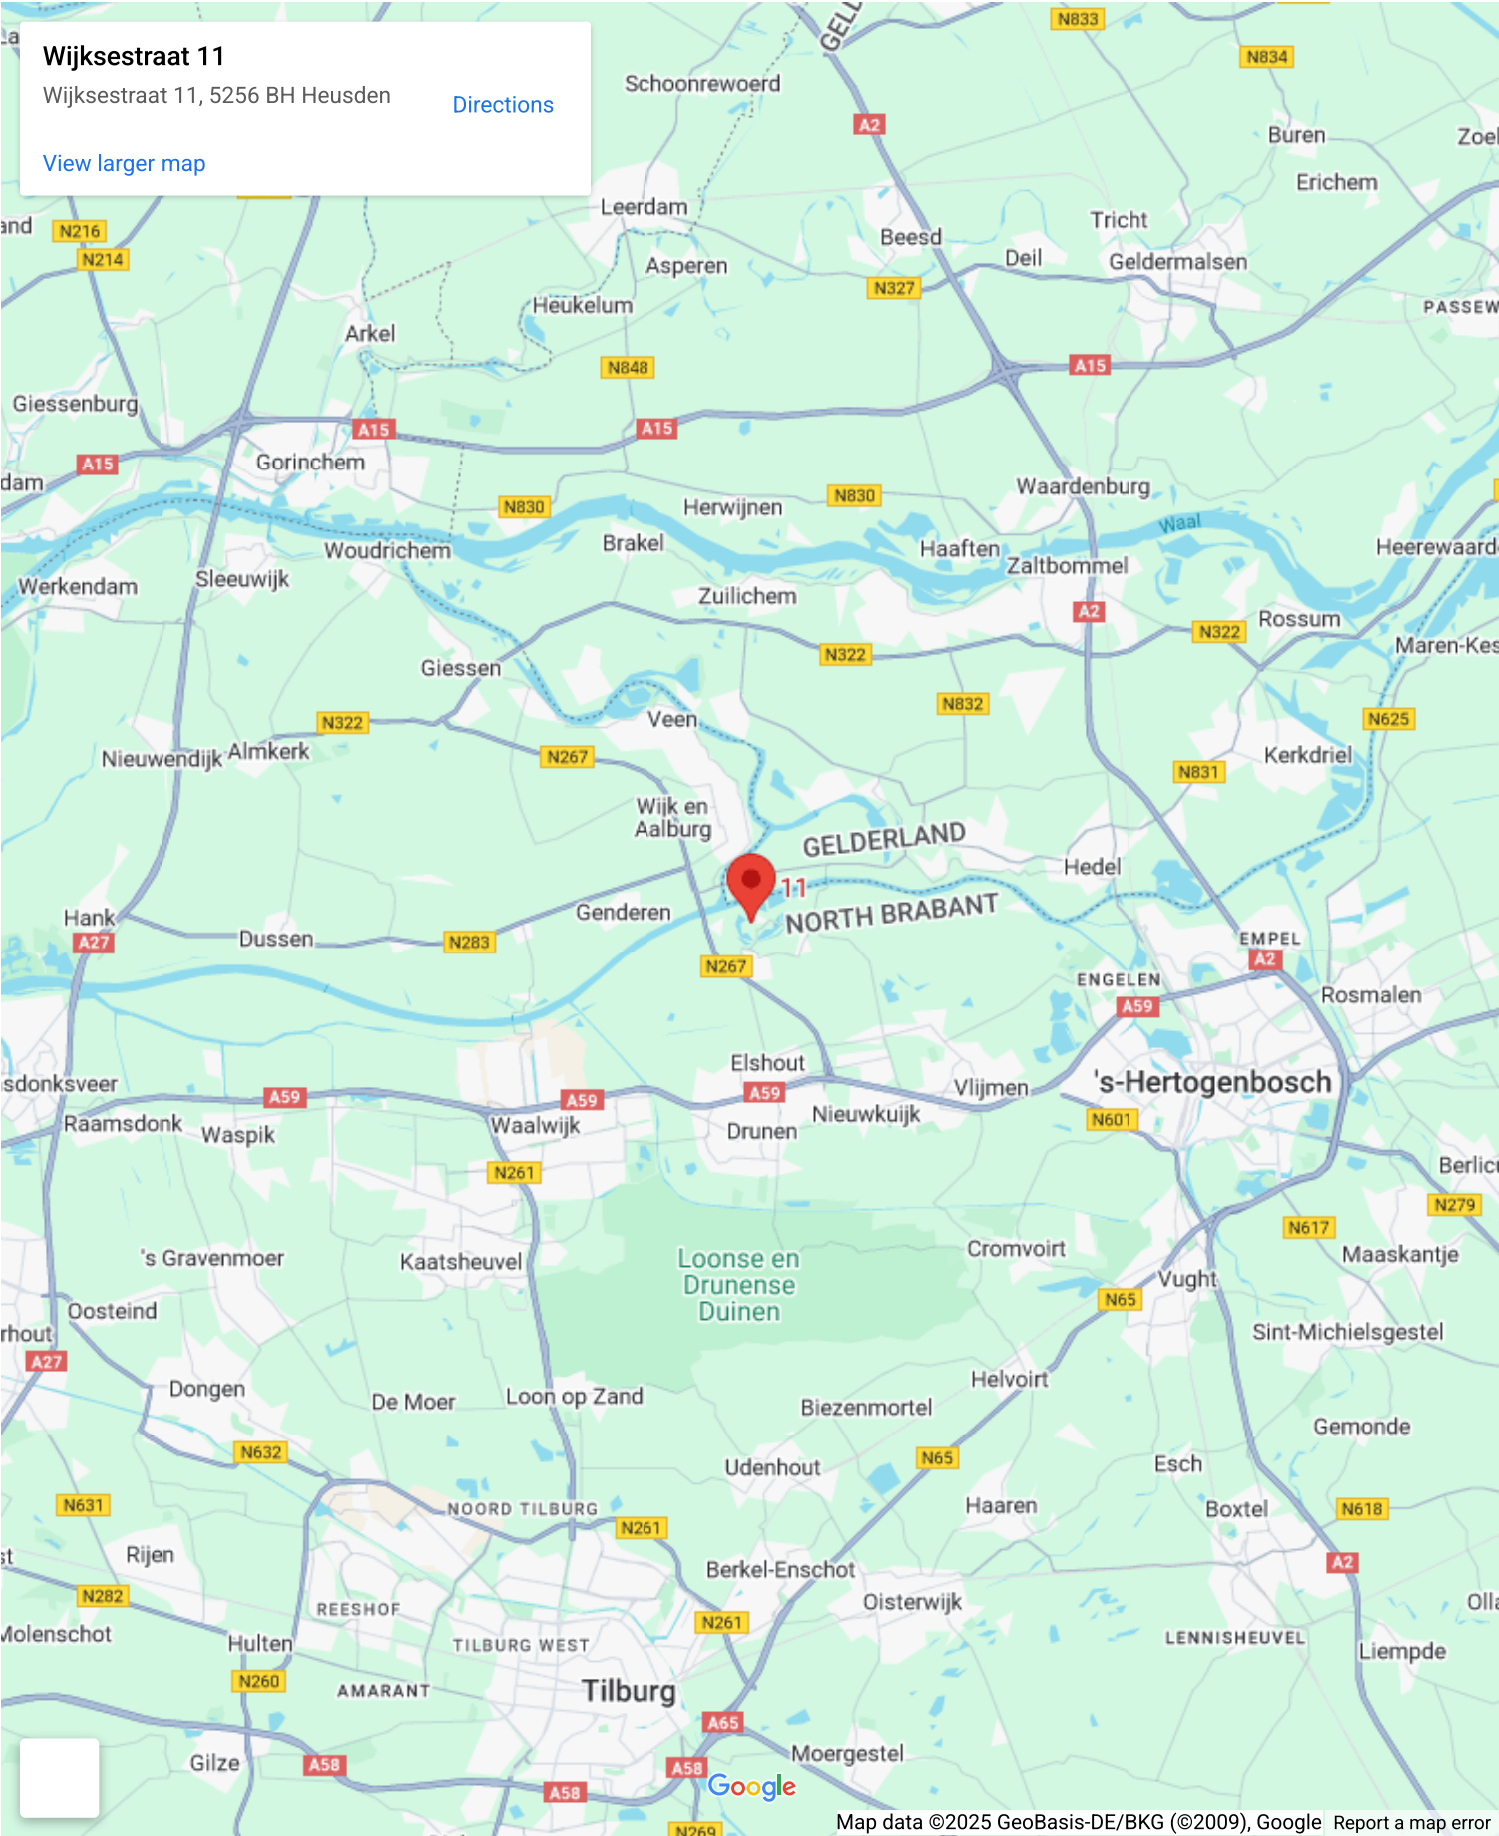 Wijksestraat 11
Wijksestraat 11, 5256 BH Heusden
Directions
View larger map
N833
N834
Schoonrewoerd
A2
Buren
Erichem
Leerdam
Tricht
N216
N214
Beesd
Deil
Geldermalsen
Asperen
N327
Heukelum
Arkel
N848
A15
Giessenburg
A15
A15
A15
Gorinchem
Waardenburg
N830
N830
Herwijnen
Waal
Woudrichem
Brakel
Haaften
Zaltbommel
Werkendam
Sleeuwijk
Zuilichem
A2
Rossum
N322
N322
Giessen
N832
N322
Veen
N625
Nieuwendijk
Almkerk
N267
Kerkdriel
N831
Wijk en
Aalburg
GELDERLAND
Hedel
11
NORTH BRABANT
Genderen
Hank
A27
Dussen
N283
EMPEL
A2
N267
ENGELEN
A59
Rosmalen
Elshout
's-Hertogenbosch
A59
A59
A59
Vlijmen
Nieuwkuijk
N601
Raamsdonk
Waspik
Waalwijk
Drunen
N261
N279
N617
's Gravenmoer
Kaatsheuvel
Loonse en
Drunense
Duinen
Cromvoirt
Maaskantje
Vught
N65
Oosteind
Sint-Michielsgestel
A27
Dongen
De Moer
Loon op Zand
Helvoirt
Biezenmortel
Gemonde
N632
Udenhout
N65
Esch
N631
NOORD TILBURG
N261
Haaren
Boxtel
N618
Rijen
Berkel-Enschot
A2
N282
REESHOF
Oisterwijk
N261
Hulten
TILBURG WEST
LENNISHEUVEL
Liempde
N260
AMARANT
Tilburg
A65
Gilze
A58
A58
A58
Moergestel
Google
N269
Map data ©2025 GeoBasis-DE/BKG (©2009), Google
Report a map error